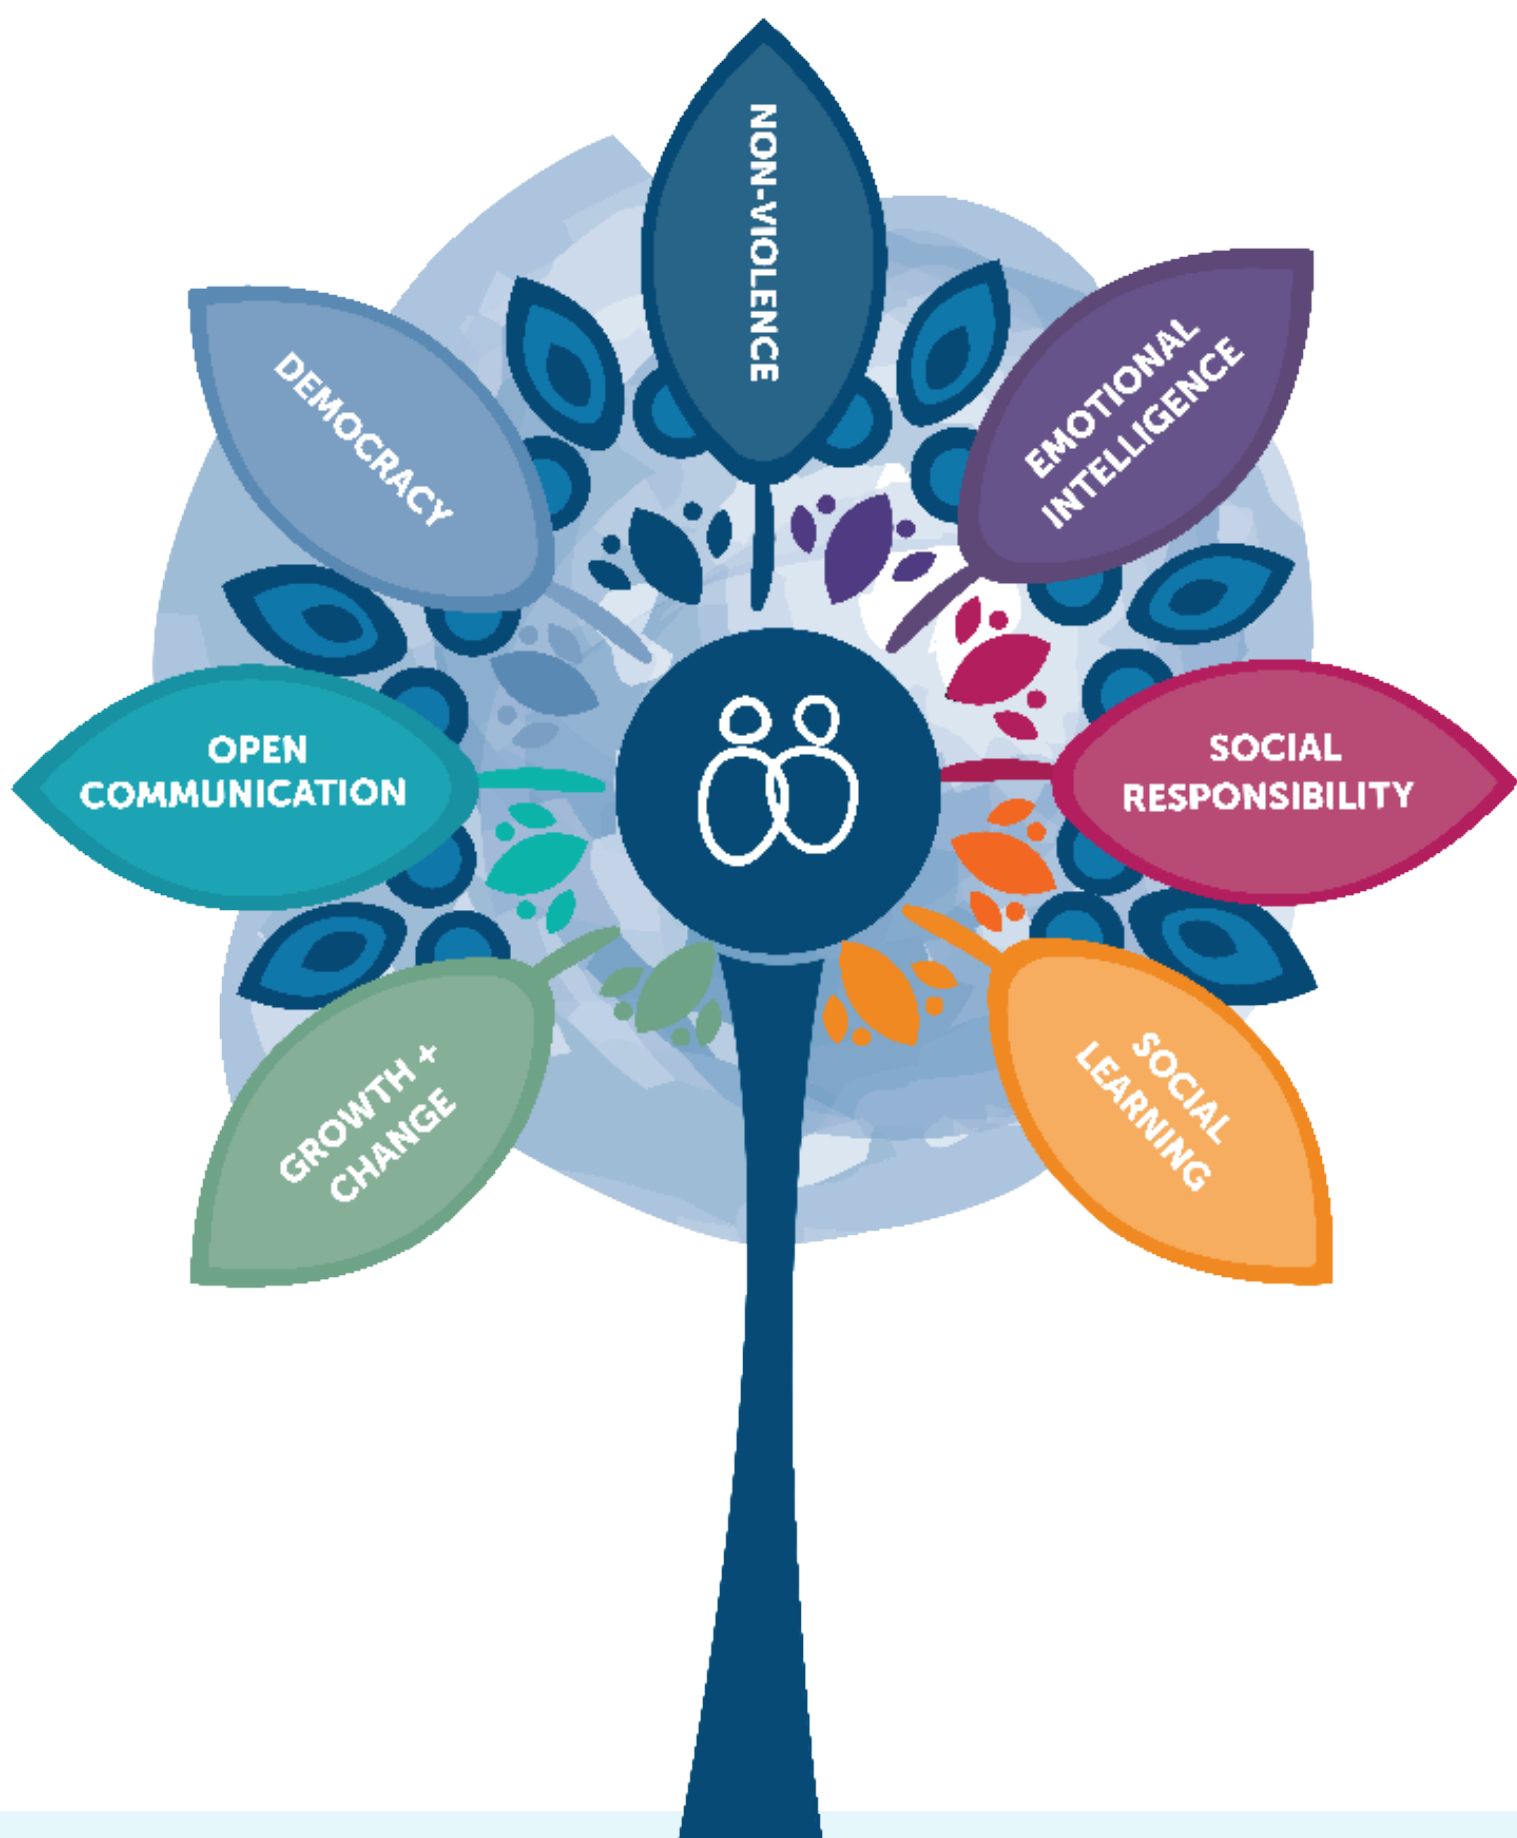 NON-VIOLENCE
EMOTIONAL
INTELLIGENCE
SOCIAL
RESPONSIBILITY
SOCIAL
LEARNING
GROWTH +
CHANGE
OPEN
COMMUNICATION
DEMOCRACY